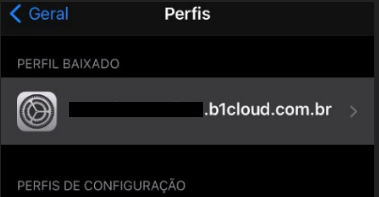 Geral
Perfis
PERFIL BAIXADO
.b1cloud.com.br
PERFIS DE CONFIGURAÇÃO